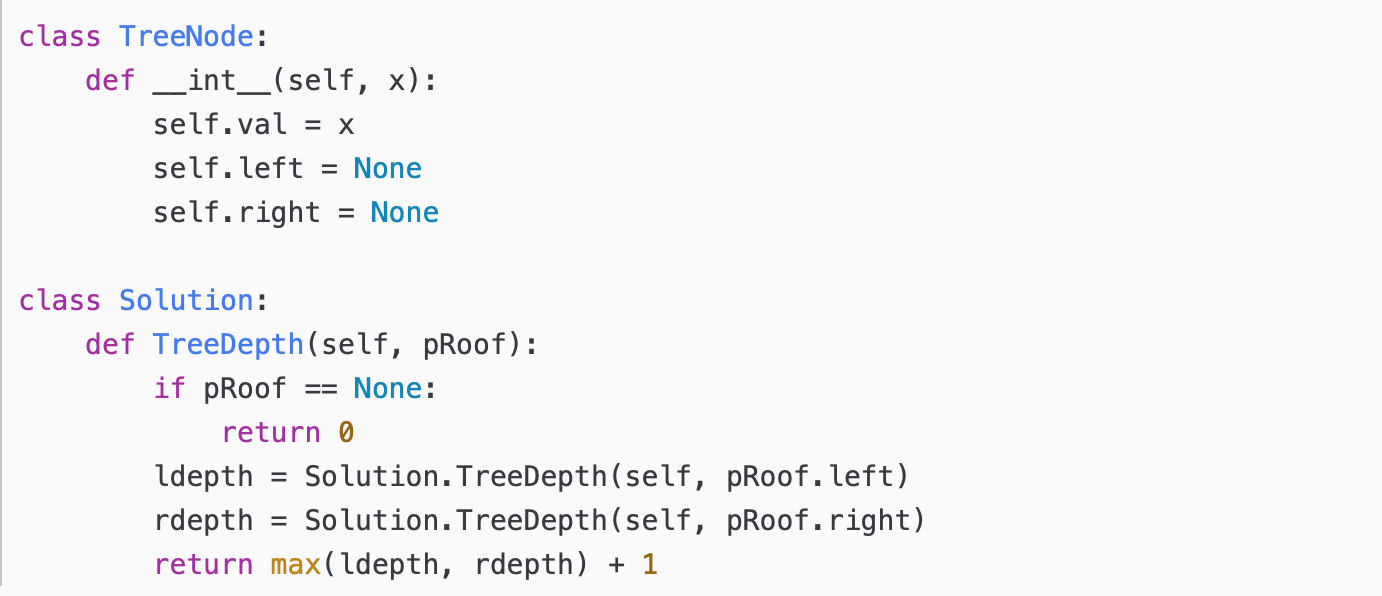 class TreeNode:
    def __int__(self, x):
        self.val = x
        self.left = None
        self.right = None

class Solution:
    def TreeDepth(self, pRoof):
        if pRoof == None:
            return 0
        ldepth = Solution.TreeDepth(self, pRoof.left)
        rdepth = Solution.TreeDepth(self, pRoof.right)
        return max(ldepth, rdepth) + 1